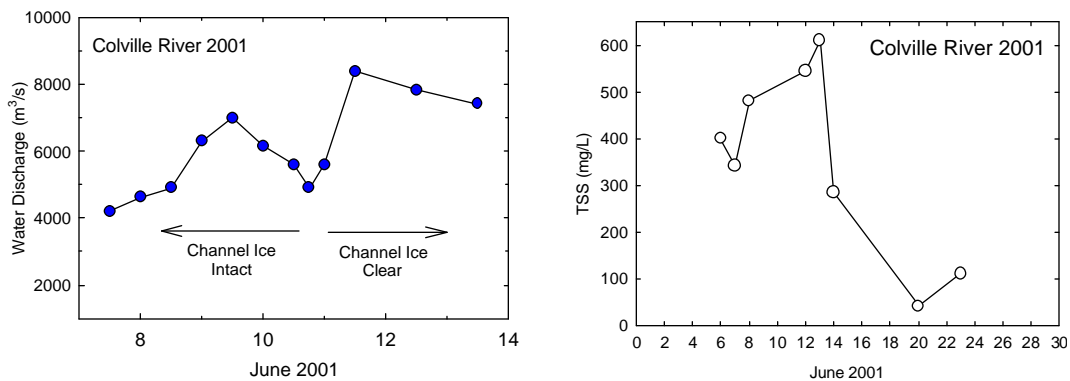 Colville River 2001
10000
8000
6000
4000
2000
Water Discharge (m³/s)
Channel Ice
Intact
Channel Ice
Clear
8
10
12
14
June 2001
Colville River 2001
600
500
400
300
200
100
0
TSS (mg/L)
0 2 4 6 8 10 12 14 16 18 20 22 24 26 28 30
June 2001